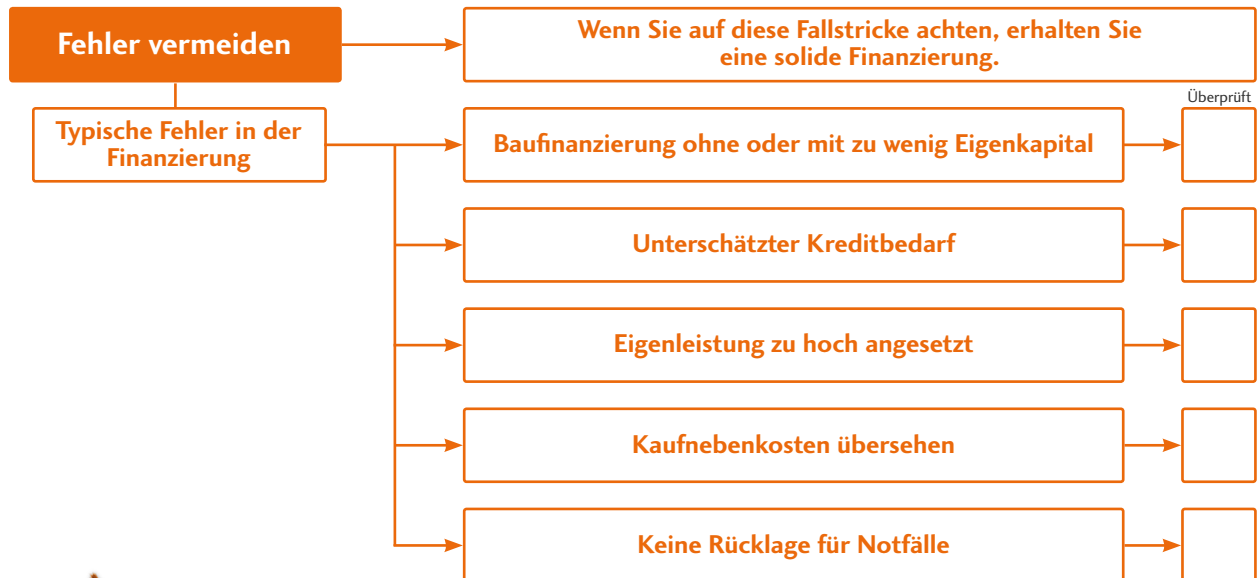 Fehler vermeiden
Wenn Sie auf diese Fallstricke achten, erhalten Sie
eine solide Finanzierung.
Überprüft
Typische Fehler in der
Finanzierung
Baufinanzierung ohne oder mit zu wenig Eigenkapital
Unterschätzter Kreditbedarf
Eigenleistung zu hoch angesetzt
Kaufnebenkosten übersehen
Keine Rücklage für Notfälle